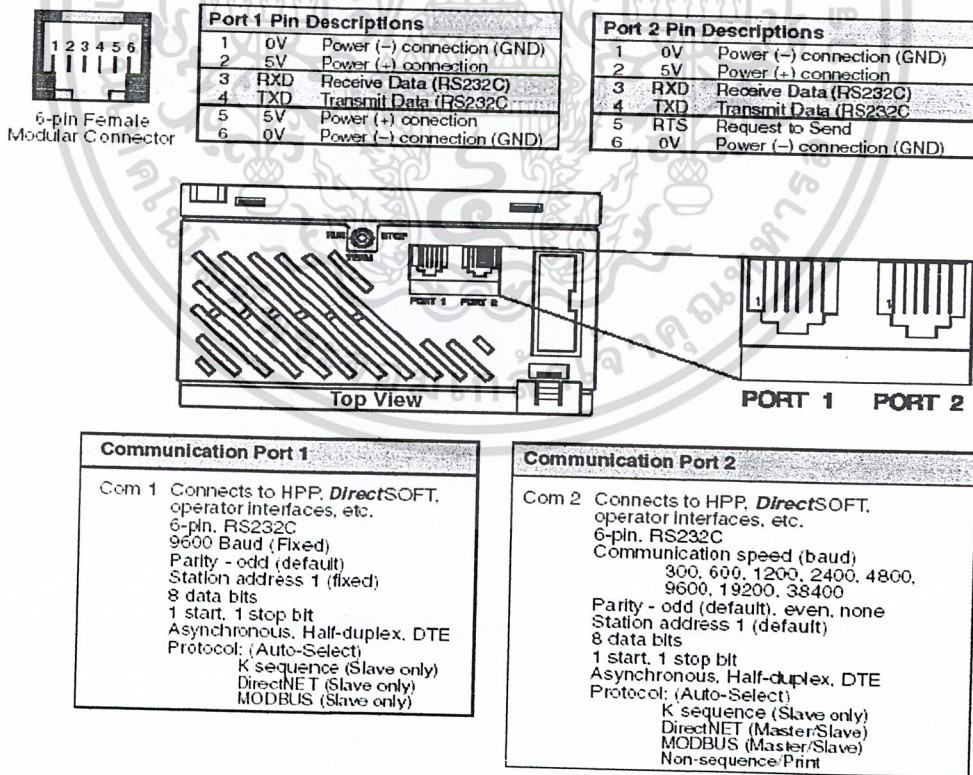 1 2 3 4 5 6
6-pin Female
Modular Connector
Port 1 Pin Descriptions
1 0V Power (–) connection (GND)
2 5V Power (+) connection
3 RXD Receive Data (RS232C)
4 TXD Transmit Data (RS232C
5 5V Power (+) conection
6 0V Power (–) connection (GND)
Port 2 Pin Descriptions
1 0V Power (–) connection (GND)
2 5V Power (+) connection
3 RXD Receive Data (RS232C)
4 TXD Transmit Data (RS232C
5 RTS Request to Send
6 0V Power (–) connection (GND)
RUN STOP
TERM
PORT 1 PORT 2
Top View
1 1
PORT 1 PORT 2
Communication Port 1
Com 1 Connects to HPP, DirectSOFT,
operator interfaces, etc.
6-pin, RS232C
9600 Baud (Fixed)
Parity - odd (default)
Station address 1 (fixed)
8 data bits
1 start, 1 stop bit
Asynchronous, Half-duplex, DTE
Protocol: (Auto-Select)
K sequence (Slave only)
DirectNET (Slave only)
MODBUS (Slave only)
Communication Port 2
Com 2 Connects to HPP, DirectSOFT,
operator interfaces, etc.
6-pin, RS232C
Communication speed (baud)
300, 600, 1200, 2400, 4800,
9600, 19200, 38400
Parity - odd (default), even, none
Station address 1 (default)
8 data bits
1 start, 1 stop bit
Asynchronous, Half-duplex, DTE
Protocol: (Auto-Select)
K sequence (Slave only)
DirectNET (Master/Slave)
MODBUS (Master/Slave)
Non-sequence/Print